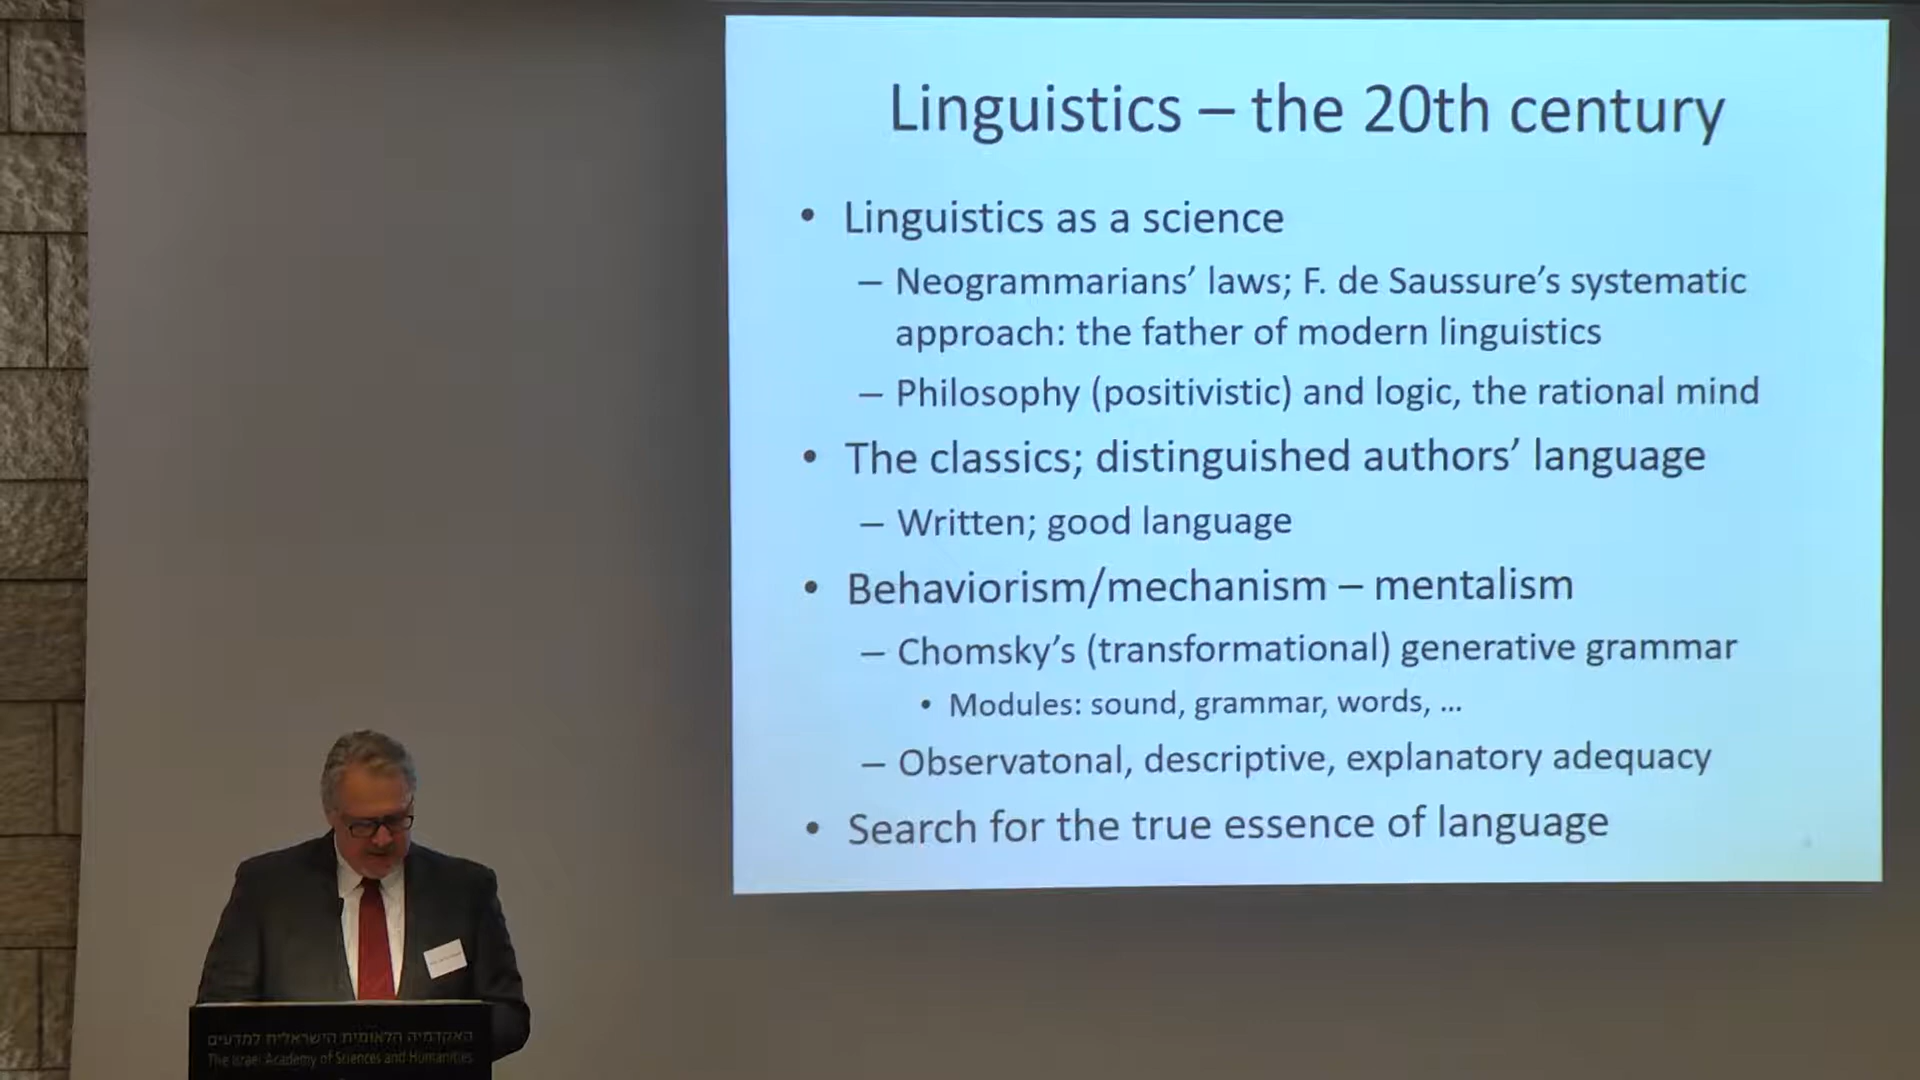 Linguistics – the 20th century
• Linguistics as a science
– Neogrammarians’ laws; F. de Saussure’s systematic
approach: the father of modern linguistics
– Philosophy (positivistic) and logic, the rational mind
• The classics; distinguished authors’ language
– Written; good language
• Behaviorism/mechanism – mentalism
– Chomsky’s (transformational) generative grammar
• Modules: sound, grammar, words, ...
– Observatonal, descriptive, explanatory adequacy
• Search for the true essence of language
האקדמיה הלאומית הישראלית למדעים
The Israel Academy of Sciences and Humanities